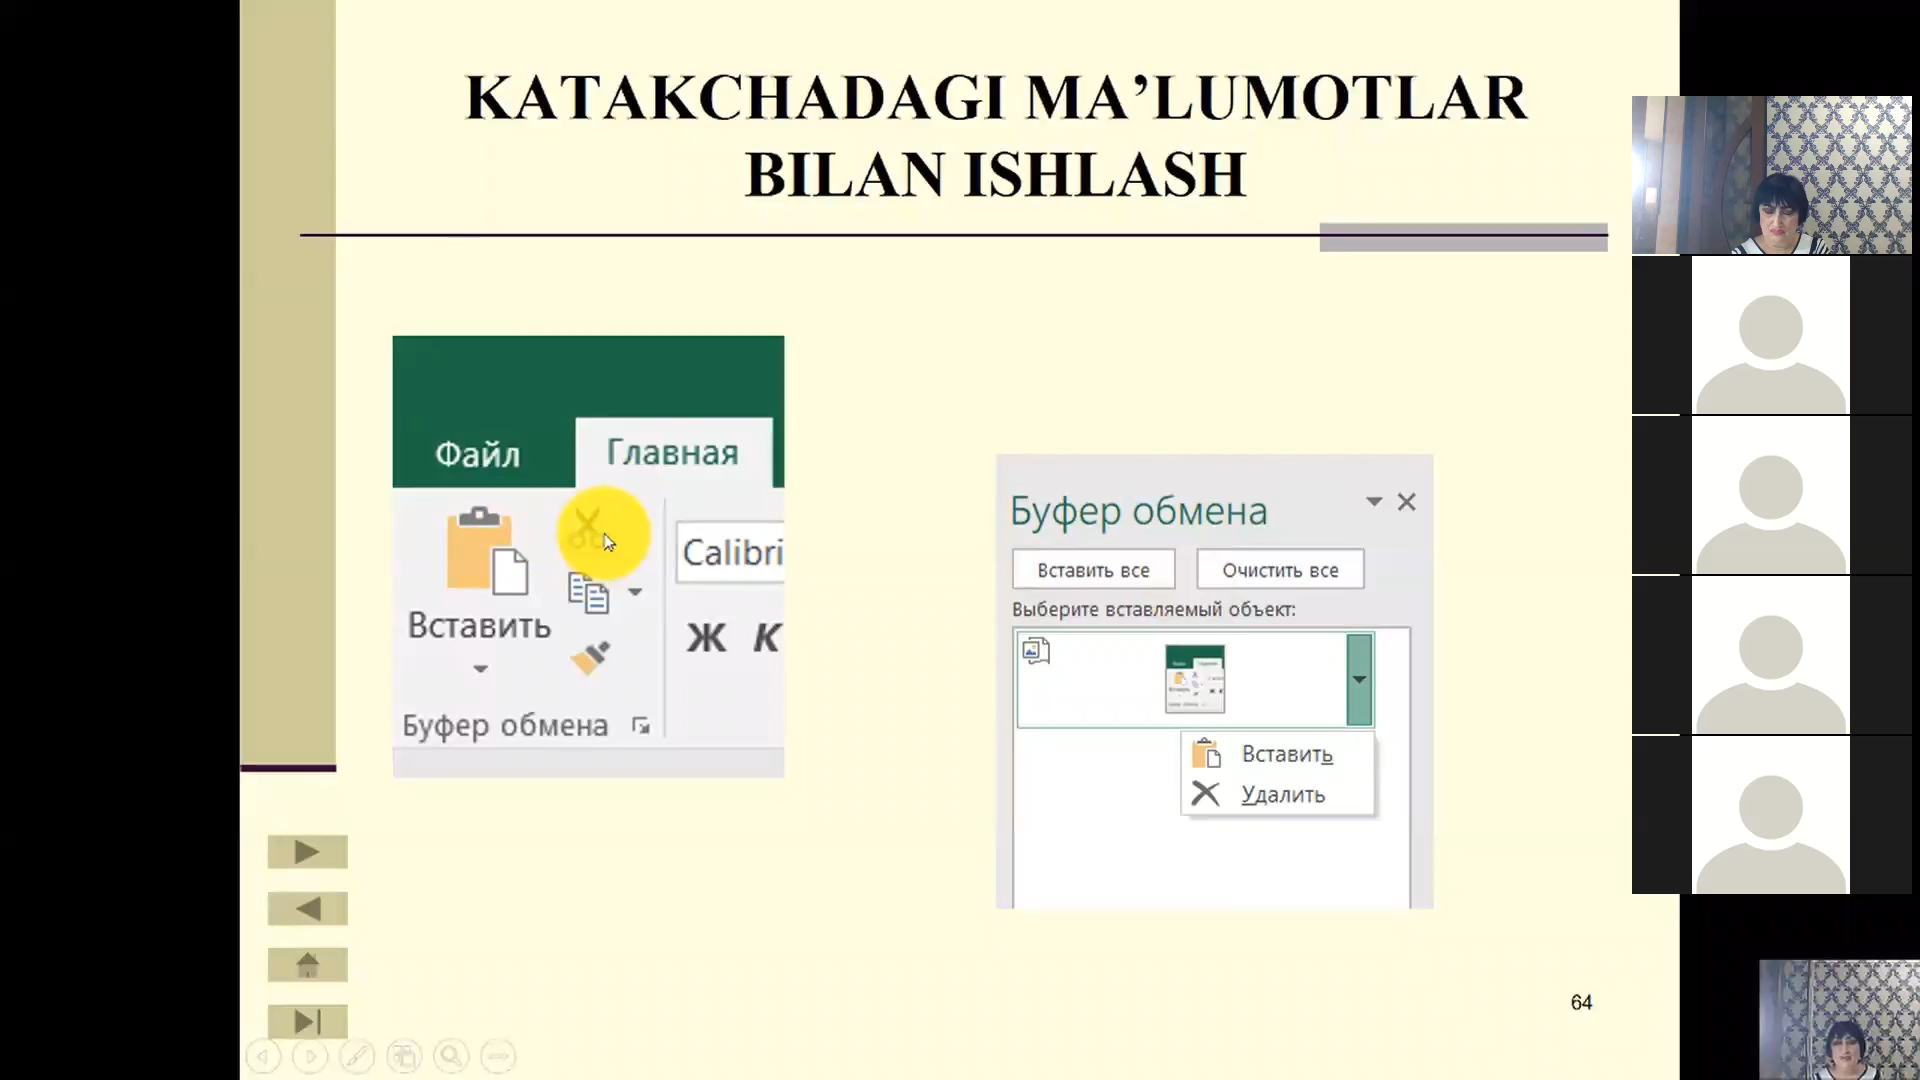 KATAKCHADAGI MA’LUMOTLAR
BILAN ISHLASH
Файл
Главная
Calibri
Вставить
Ж К
Буфер обмена
Буфер обмена
Вставить все
Очистить все
Выберите вставляемый объект:
Вставить
Удалить
64